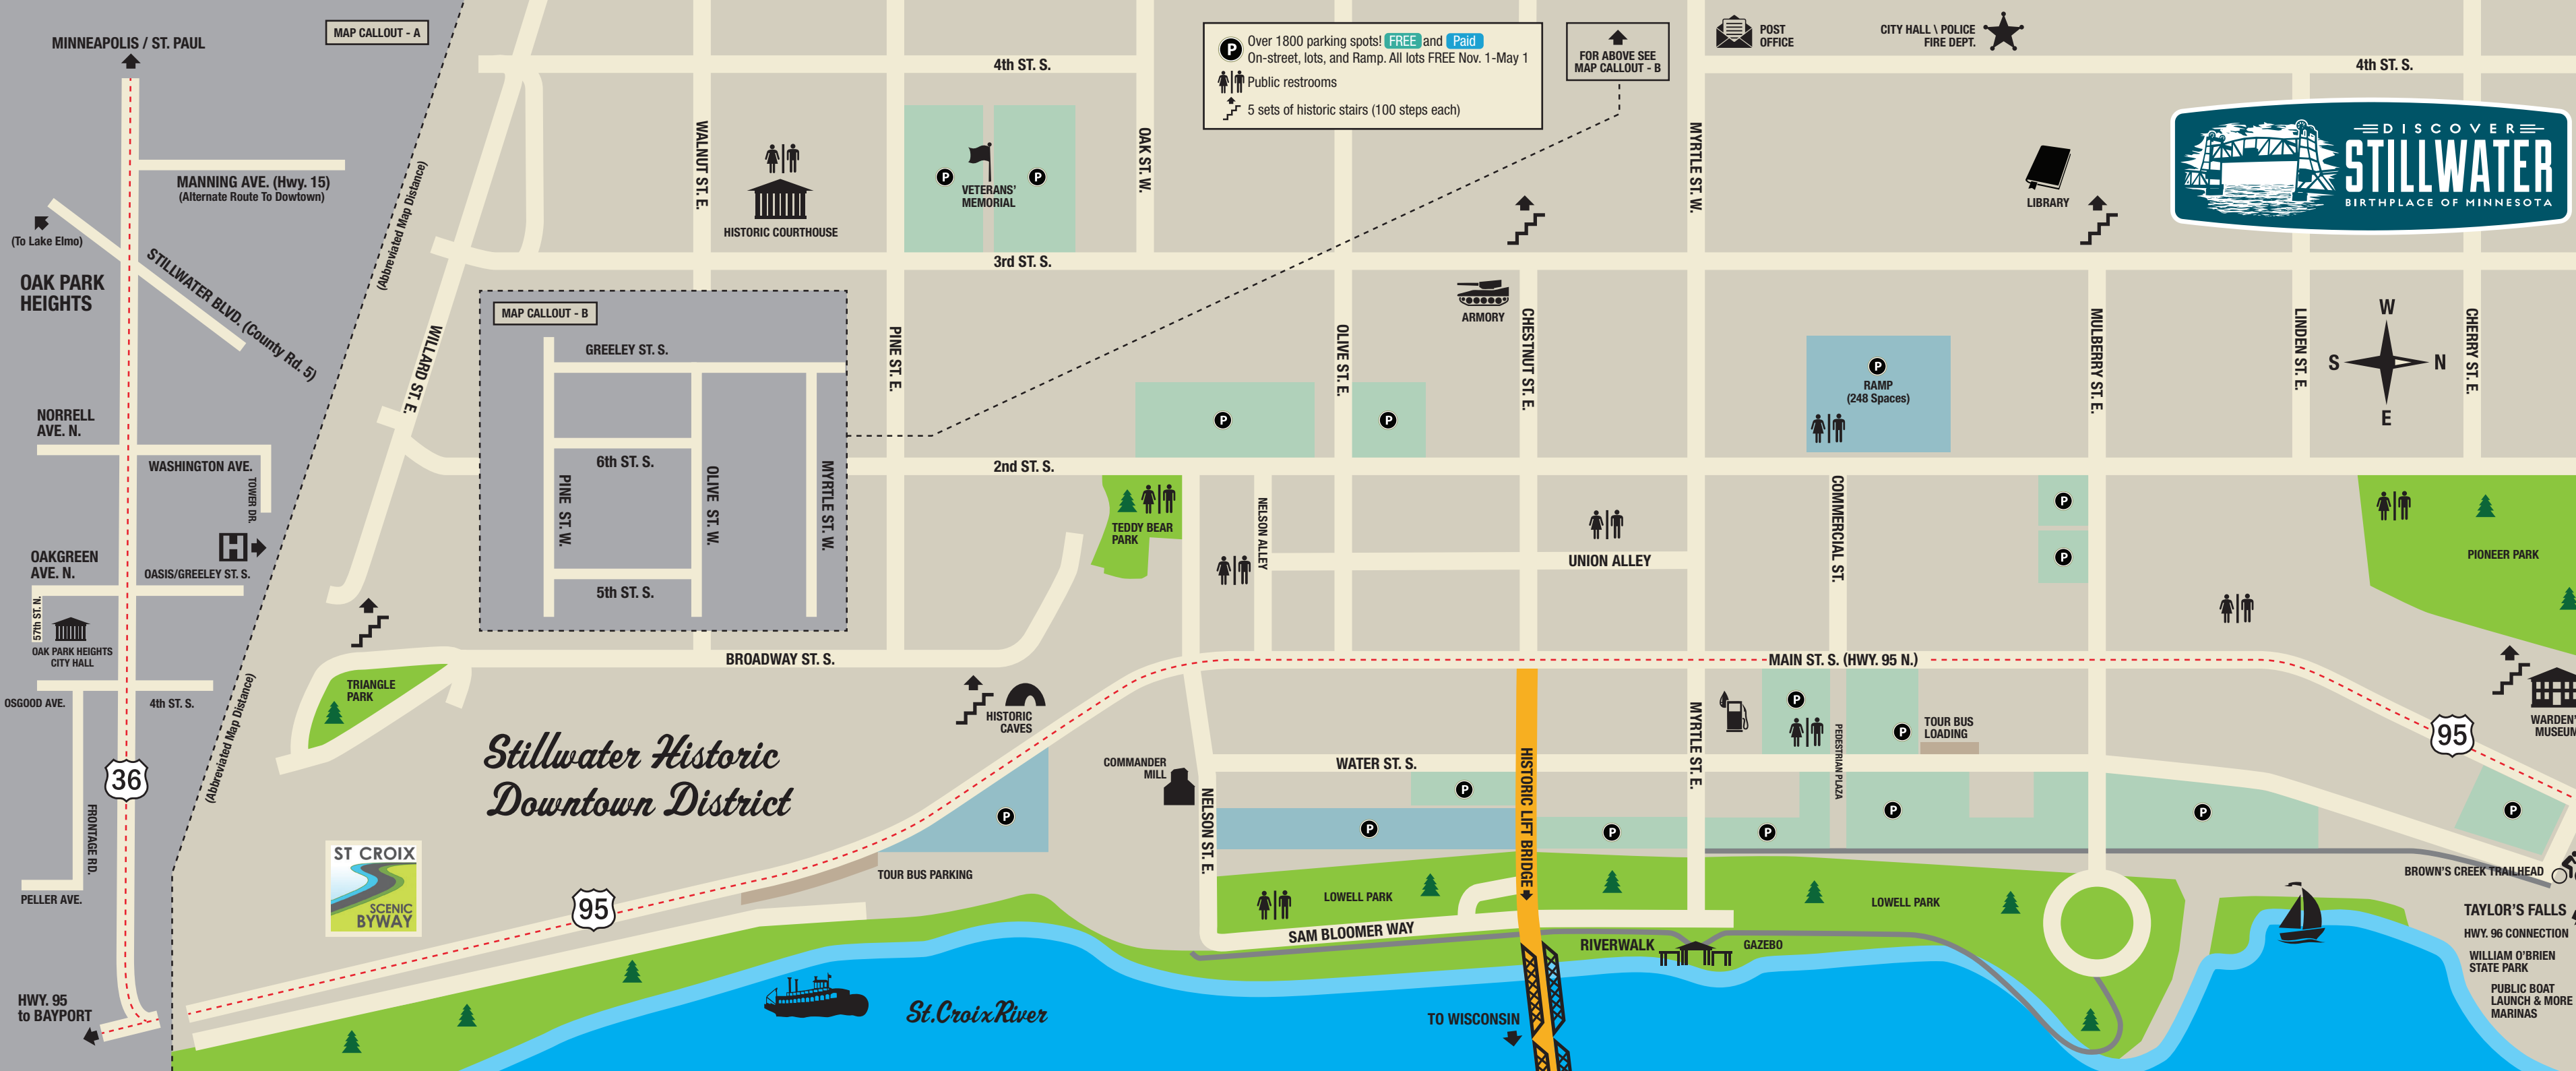 MINNEAPOLIS / ST. PAUL
MAP CALLOUT - A
MANNING AVE. (Hwy. 15)
(Alternate Route To Dowtown)
(To Lake Elmo)
STILLWATER BLVD. (County Rd. 5)
OAK PARK
HEIGHTS
(Abbreviated Map Distance)
NORRELL
AVE. N.
WASHINGTON AVE.
TOWER DR.
H
OAKGREEN
AVE. N.
OASIS/GREELEY ST. S.
57th ST. N.
OAK PARK HEIGHTS
CITY HALL
OSGOOD AVE.
4th ST. S.
36
FRONTAGE RD.
PELLER AVE.
HWY. 95
to BAYPORT
(Abbreviated Map Distance)
WILLARD ST. E.
4th ST. S.
WALNUT ST. E.
HISTORIC COURTHOUSE
P
VETERANS'
MEMORIAL
P
OAK ST. W.
3rd ST. S.
P Over 1800 parking spots! FREE and Paid
On-street, lots, and Ramp. All lots FREE Nov. 1-May 1
Public restrooms
5 sets of historic stairs (100 steps each)
FOR ABOVE SEE
MAP CALLOUT - B
POST
OFFICE
CITY HALL \ POLICE
FIRE DEPT.
4th ST. S.
MYRTLE ST. W.
LIBRARY
DISCOVER
STILLWATER
BIRTHPLACE OF MINNESOTA
MAP CALLOUT - B
GREELEY ST. S.
6th ST. S.
PINE ST. W.
OLIVE ST. W.
MYRTLE ST. W.
5th ST. S.
PINE ST. E.
ARMORY
OLIVE ST. E.
CHESTNUT ST. E.
P
P
P
RAMP
(248 Spaces)
MULBERRY ST. E.
LINDEN ST. E.
W
S
N
E
CHERRY ST. E.
2nd ST. S.
TEDDY BEAR
PARK
NELSON ALLEY
UNION ALLEY
COMMERCIAL ST.
P
P
PIONEER PARK
TRIANGLE
PARK
BROADWAY ST. S.
HISTORIC
CAVES
MAIN ST. S. (HWY. 95 N.)
Stillwater Historic
Downtown District
COMMANDER
MILL
P
NELSON ST. E.
WATER ST. S.
P
P
HISTORIC LIFT BRIDGE
P
MYRTLE ST. E.
P
PEDESTRIAN PLAZA
P
TOUR BUS
LOADING
P
P
P
95
WARDEN'
MUSEUM
P
BROWN'S CREEK TRAILHEAD
ST CROIX
SCENIC
BYWAY
95
TOUR BUS PARKING
LOWELL PARK
SAM BLOOMER WAY
RIVERWALK
GAZEBO
LOWELL PARK
St.CroixRiver
TO WISCONSIN
TAYLOR'S FALLS
HWY. 96 CONNECTION
WILLIAM O'BRIEN
STATE PARK
PUBLIC BOAT
LAUNCH & MORE
MARINAS